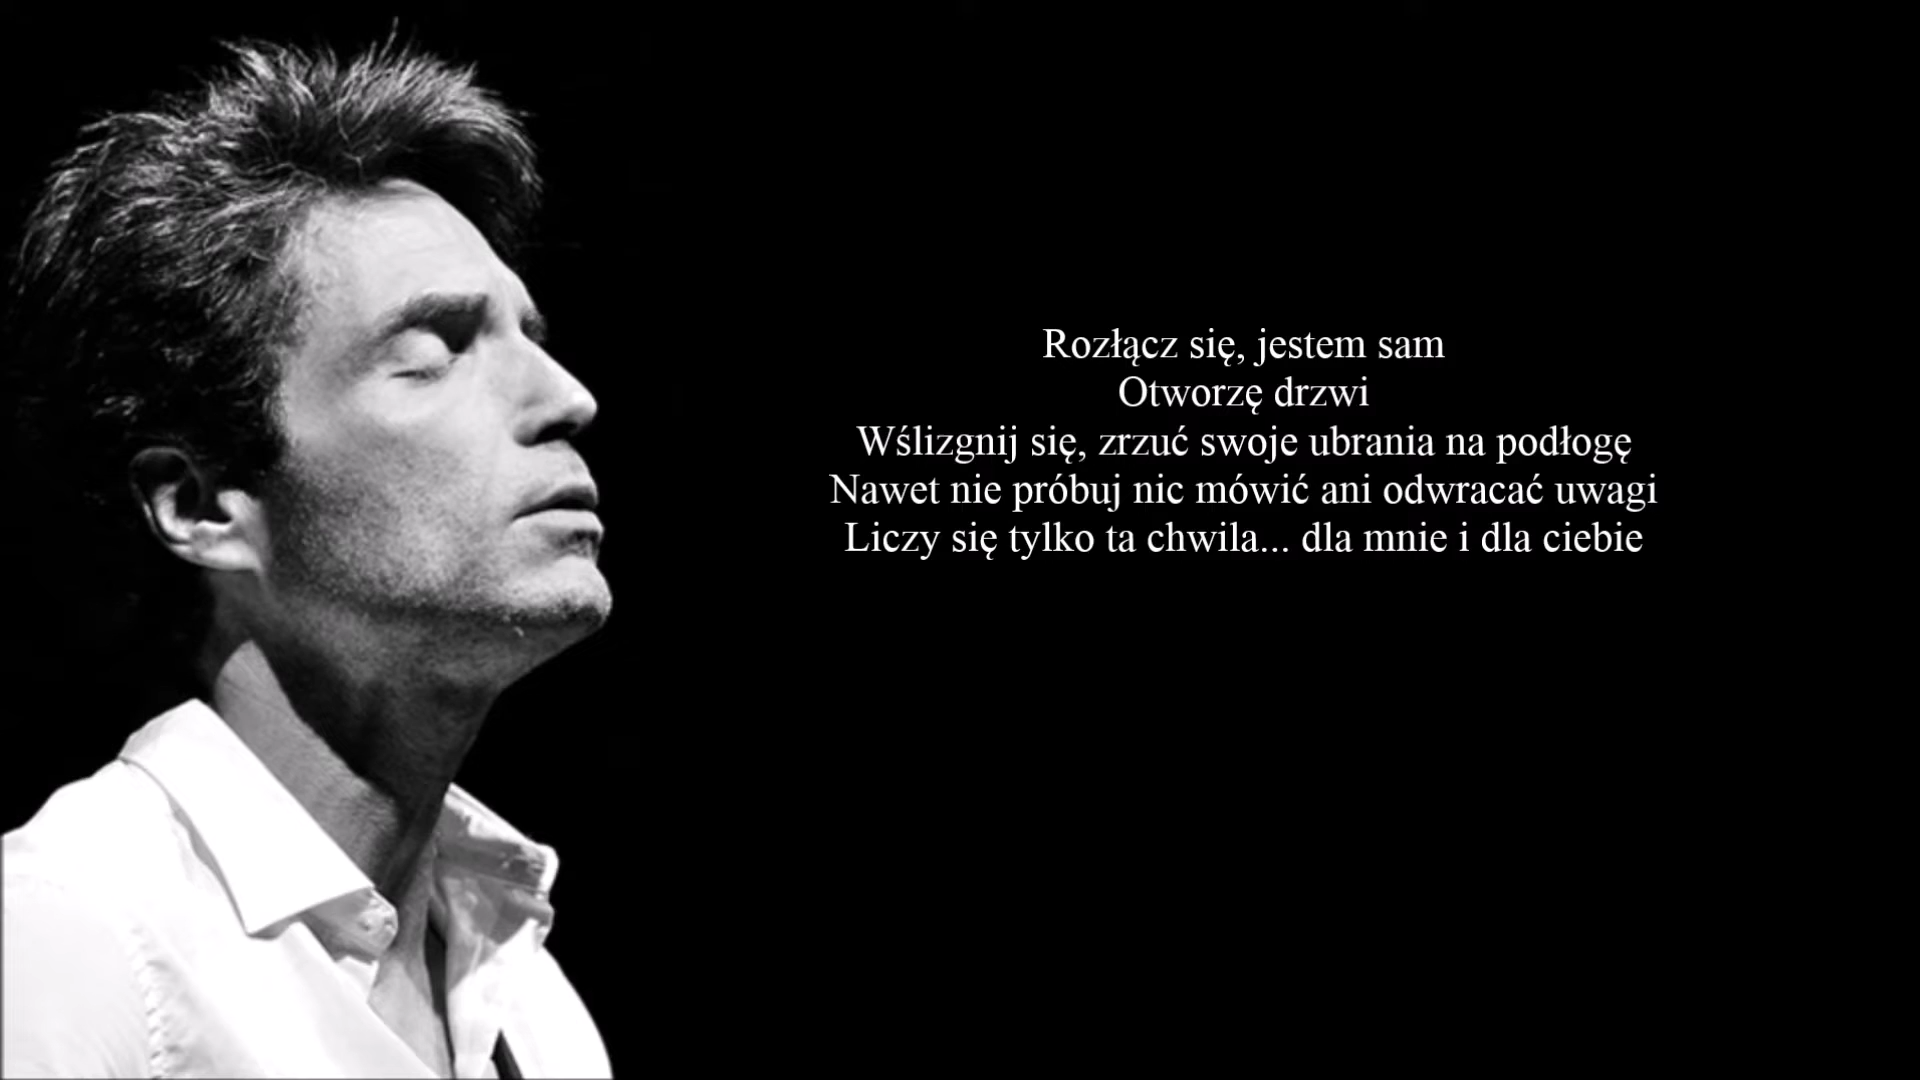 Rozłącz się, jestem sam
Otworzę drzwi
Wślizgnij się, zrzuć swoje ubrania na podłogę
Nawet nie próbuj nic mówić ani odwracać uwagi
Liczy się tylko ta chwila... dla mnie i dla ciebie